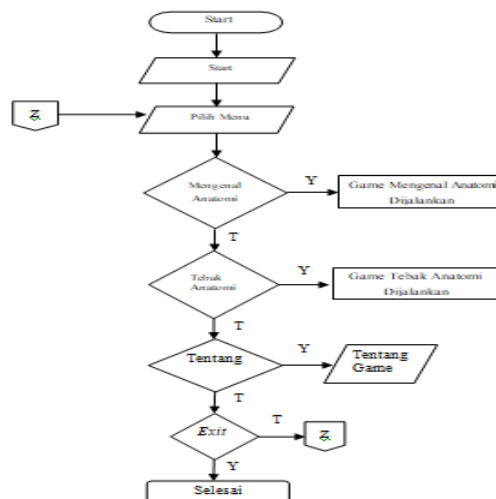 Start
Start
Z
Pilih Menu
Mengenal
Anatomi
Y
Game Mengenal Anatomi
Dijalankan
T
Tebak
Anatomi
Y
Game Tebak Anatomi
Dijalankan
T
Tentang
Y
Tentang
Game
T
Exit
T
Z
Y
Selesai